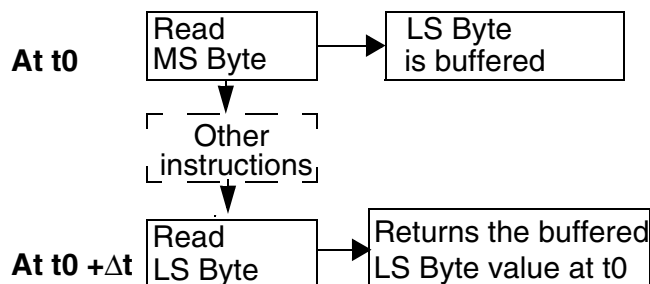 At t0
Read
MS Byte
LS Byte
is buffered
Other
instructions
At t0 +Δt
Read
LS Byte
Returns the buffered
LS Byte value at t0